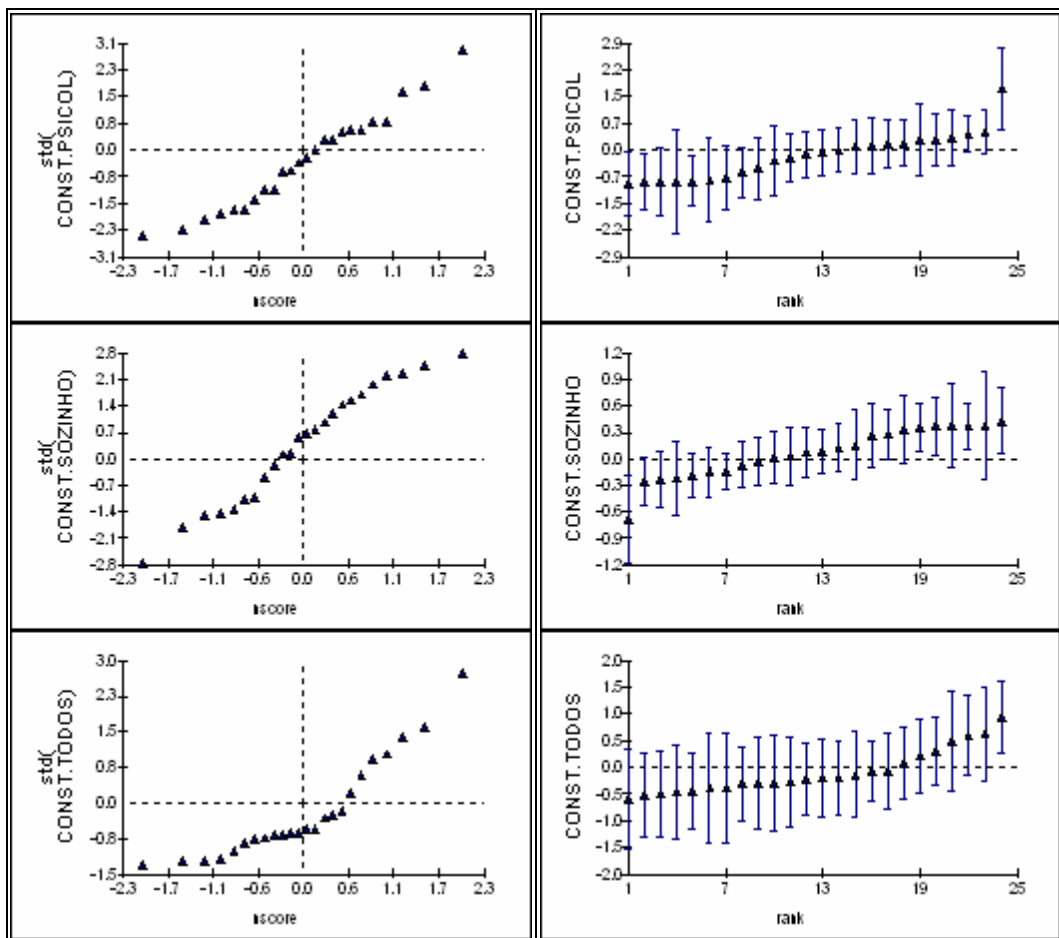 std(
CONST.PSICOL)
3.1
2.3
1.5
0.8
0.0
-0.8
-1.5
-2.3
-3.1
-2.3 -1.7 -1.1 -0.6 0.0 0.6 1.1 1.7 2.3
nscore
CONST.PSICOL
2.9
2.2
1.5
0.7
0.0
-0.7
-1.5
-2.2
-2.9
1 7 13 19 25
rank
std(
CONST.SOZINHO)
2.8
2.1
1.4
0.7
0.0
-0.7
-1.4
-2.1
-2.8
-2.3 -1.7 -1.1 -0.6 0.0 0.6 1.1 1.7 2.3
nscore
CONST.SOZINHO
1.2
0.9
0.6
0.3
0.0
-0.3
-0.6
-0.9
-1.2
1 7 13 19 25
rank
std(
CONST.TODOS)
3.0
2.3
1.5
0.8
0.0
-0.8
-1.5
-2.3 -1.7 -1.1 -0.6 0.0 0.6 1.1 1.7 2.3
nscore
CONST.TODOS
2.0
1.5
1.0
0.5
0.0
-0.5
-1.0
-1.5
-2.0
1 7 13 19 25
rank